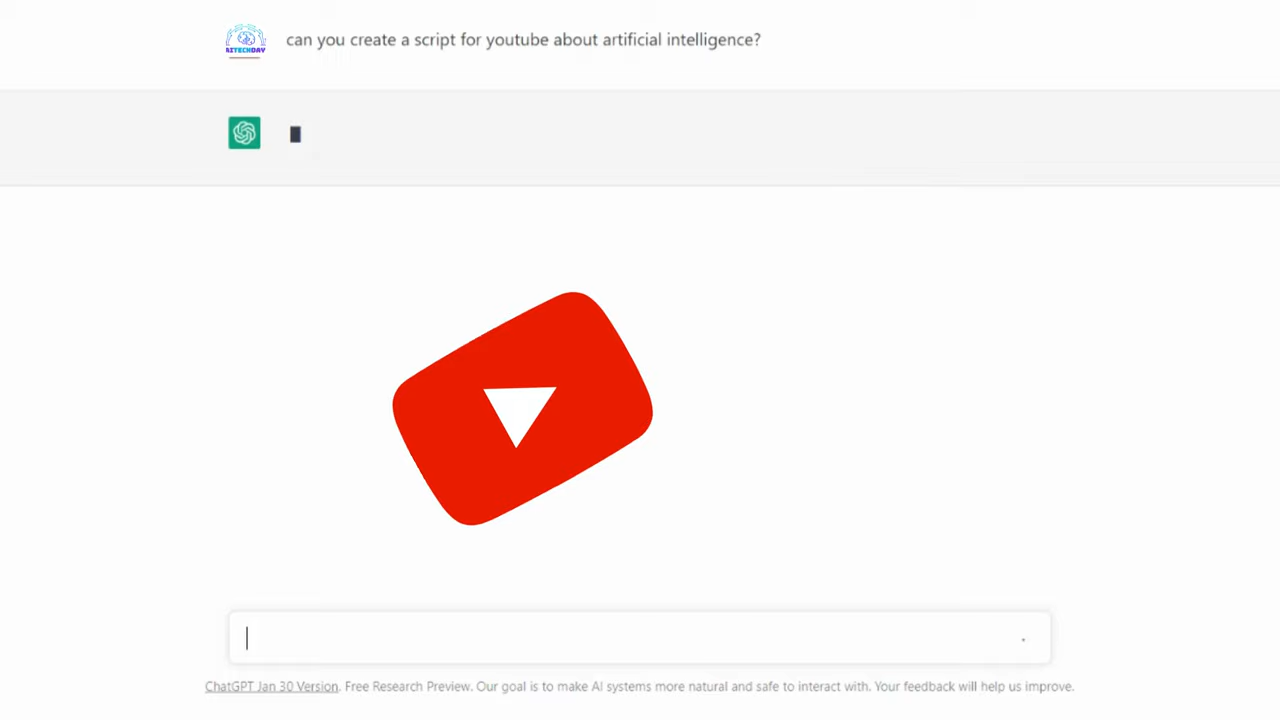 can you create a script for youtube about artificial intelligence?
AITECHDAY
ChatGPT Jan 30 Version. Free Research Preview. Our goal is to make AI systems more natural and safe to interact with. Your feedback will help us improve.